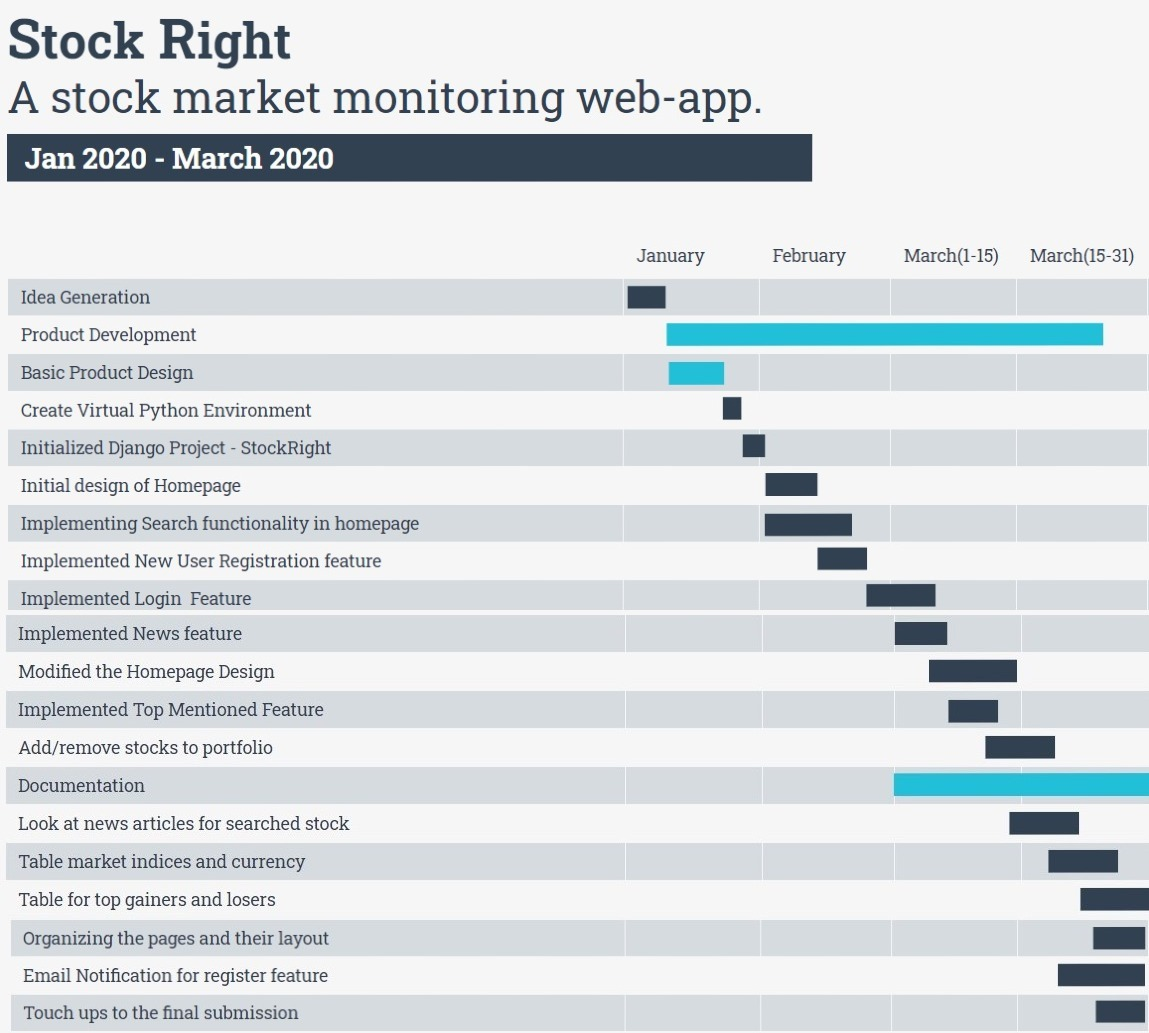 Stock Right
A stock market monitoring web-app.
Jan 2020 - March 2020
January February March(1-15) March(15-31)
Idea Generation
Product Development
Basic Product Design
Create Virtual Python Environment
Initialized Django Project - StockRight
Initial design of Homepage
Implementing Search functionality in homepage
Implemented New User Registration feature
Implemented Login Feature
Implemented News feature
Modified the Homepage Design
Implemented Top Mentioned Feature
Add/remove stocks to portfolio
Documentation
Look at news articles for searched stock
Table market indices and currency
Table for top gainers and losers
Organizing the pages and their layout
Email Notification for register feature
Touch ups to the final submission